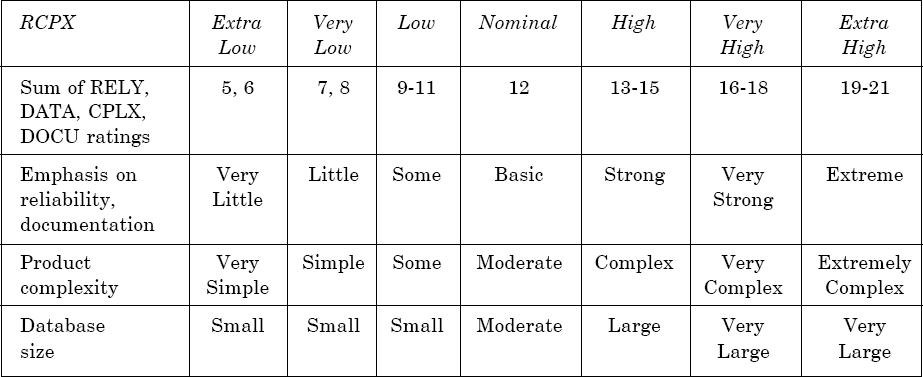 RCPX Extra Low Very Low Low Nominal High Very High Extra High
Sum of RELY, DATA, CPLX, DOCU ratings 5, 6 7, 8 9-11 12 13-15 16-18 19-21
Emphasis on reliability, documentation Very Little Little Some Basic Strong Very Strong Extreme
Product complexity Very Simple Simple Some Moderate Complex Very Complex Extremely Complex
Database size Small Small Small Moderate Large Very Large Very Large